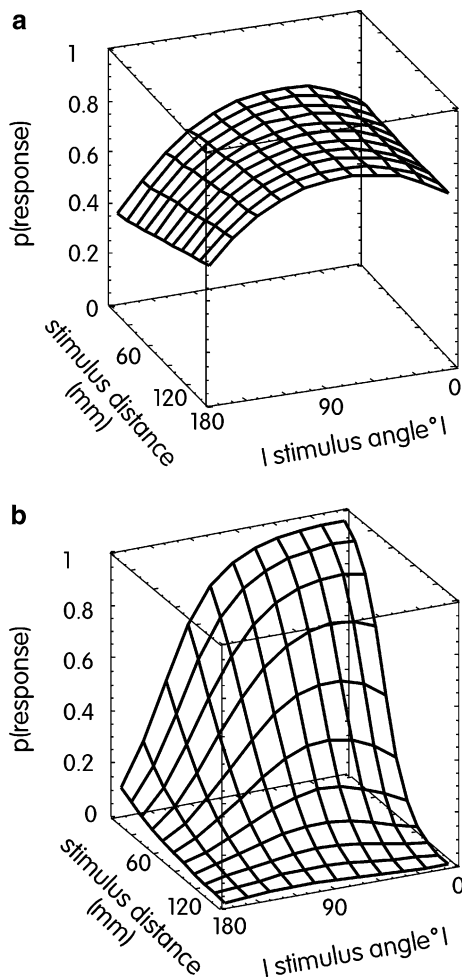 a
1
0.8
0.6
0.4
0.2
0
p(response)
60
120
stimulus distance
(mm)
180
90
0
| stimulus angle° |
b
1
0.8
0.6
0.4
0.2
0
p(response)
60
120
stimulus distance
(mm)
180
90
0
| stimulus angle° |